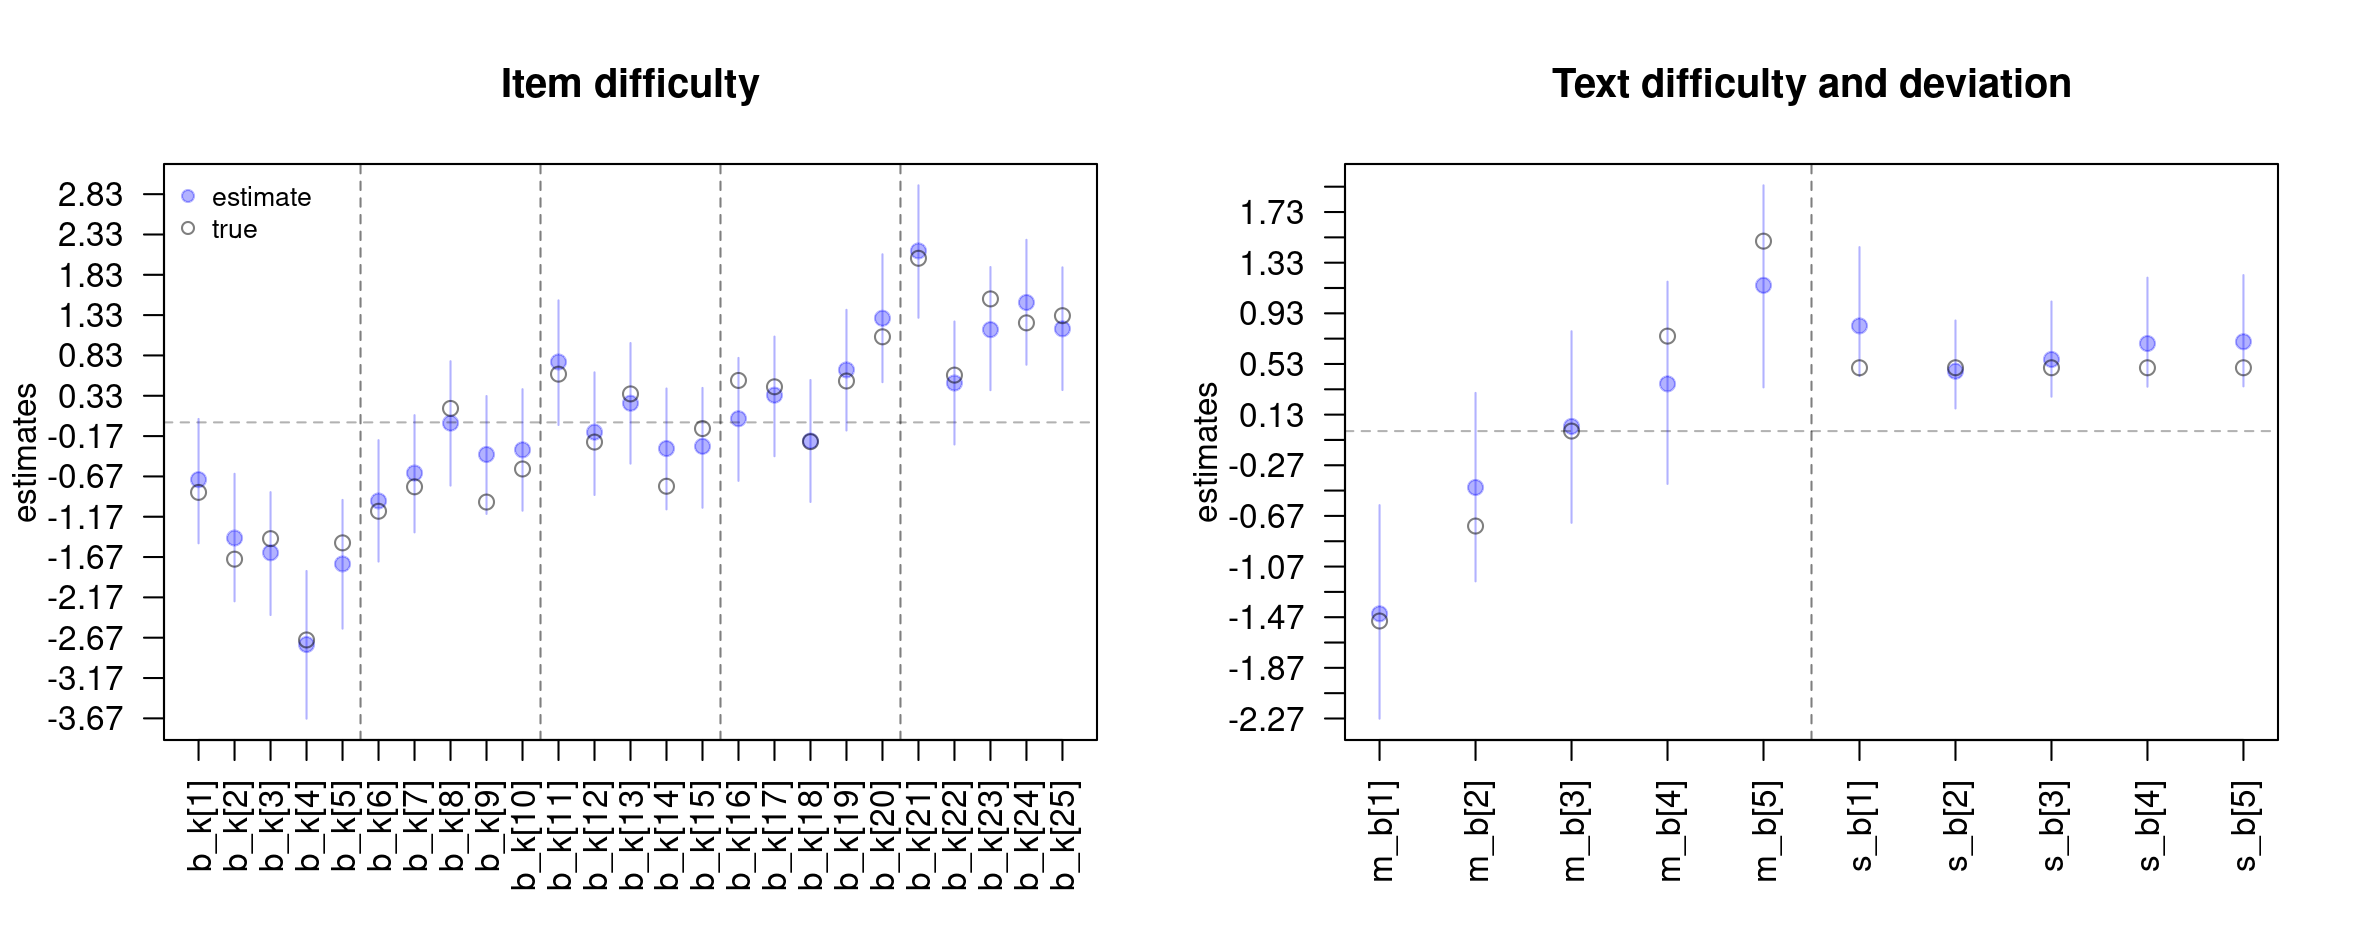 Item difficulty
estimates
2.83
2.33
1.83
1.33
0.83
0.33
-0.17
-0.67
-1.17
-1.67
-2.17
-2.67
-3.17
-3.67
estimate
true
b_k[1]
b_k[2]
b_k[3]
b_k[4]
b_k[5]
b_k[6]
b_k[7]
b_k[8]
b_k[9]
b_k[10]
b_k[11]
b_k[12]
b_k[13]
b_k[14]
b_k[15]
b_k[16]
b_k[17]
b_k[18]
b_k[19]
b_k[20]
b_k[21]
b_k[22]
b_k[23]
b_k[24]
b_k[25]
Text difficulty and deviation
estimates
1.73
1.33
0.93
0.53
0.13
-0.27
-0.67
-1.07
-1.47
-1.87
-2.27
m_b[1]
m_b[2]
m_b[3]
m_b[4]
m_b[5]
s_b[1]
s_b[2]
s_b[3]
s_b[4]
s_b[5]